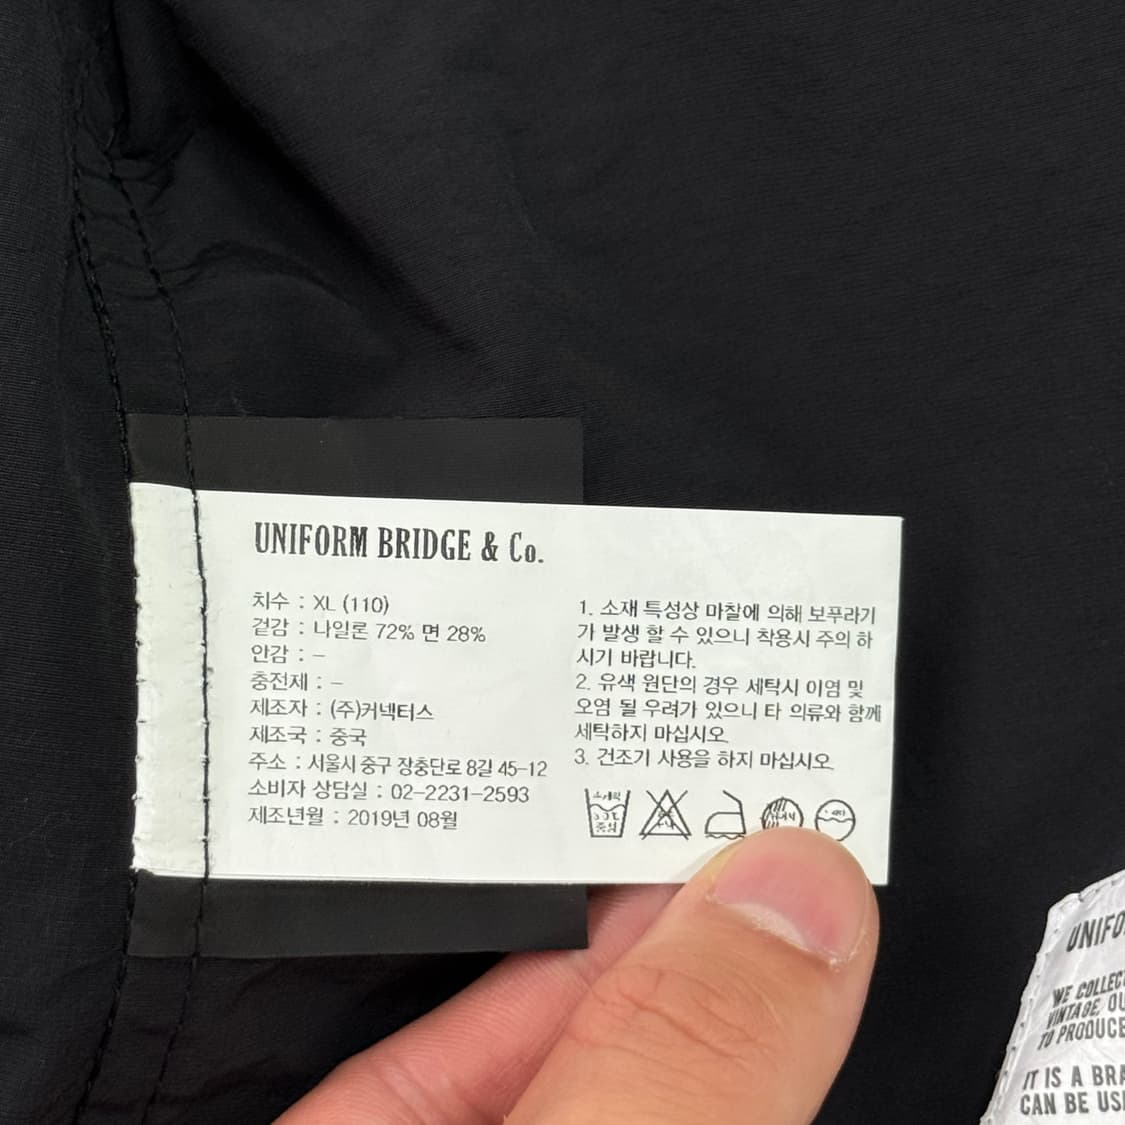 UNIFORM BRIDGE & Co.
치수 : XL (110)
겉감 : 나일론 72% 면 28%
안감 : –
충전제 : –
제조자 : (주)커넥터스
제조국 : 중국
주소 : 서울시 중구 장충단로 8길 45-12
소비자 상담실 : 02-2231-2593
제조년월 : 2019년 08월
1. 소재 특성상 마찰에 의해 보푸라기
가 발생 할 수 있으니 착용시 주의 하
시기 바랍니다.
2. 유색 원단의 경우 세탁시 이염 및
오염 될 우려가 있으니 타 의류와 함께
세탁하지 마십시오
3. 건조기 사용을 하지 마십시오
중성
WE COLLEC
VINTAGE, OU
TO PRODUCE
IT IS A BRA
CAN BE US